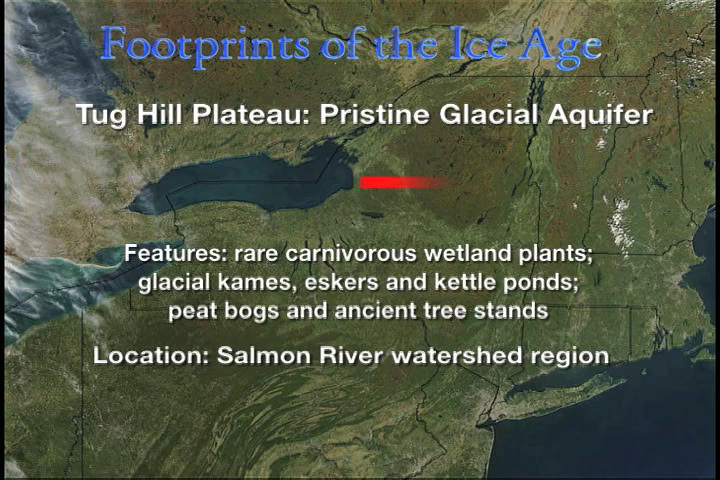 Footprints of the Ice Age
Tug Hill Plateau: Pristine Glacial Aquifer
Features: rare carnivorous wetland plants;
glacial kames, eskers and kettle ponds;
peat bogs and ancient tree stands
Location: Salmon River watershed region